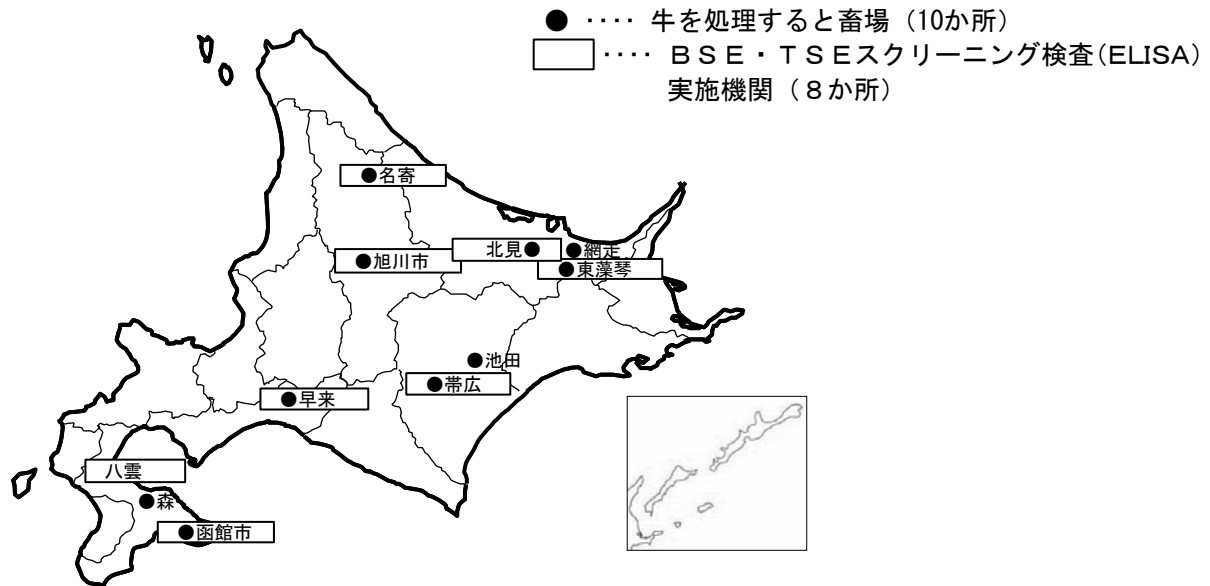 ● ‥‥ 牛を処理すると畜場（10か所）
‥‥ ＢＳＥ・ＴＳＥスクリーニング検査(ELISA)
実施機関（８か所）
●名寄
北見●
●網走
●旭川市
●東藻琴
●池田
●帯広
●早来
八雲
●森
●函館市